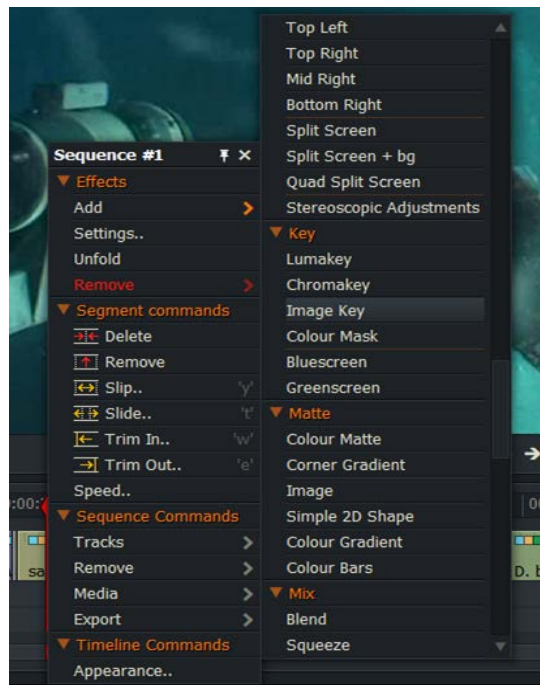 Top Left
Top Right
Mid Right
Bottom Right
Split Screen
Split Screen + bg
Quad Split Screen
Stereoscopic Adjustments
Key
Lumakey
Chromakey
Image Key
Colour Mask
Bluescreen
Greenscreen
Matte
Colour Matte
Corner Gradient
Image
Simple 2D Shape
Colour Gradient
Colour Bars
Mix
Blend
Squeeze
Sequence #1
Effects
Add
Settings..
Unfold
Remove
Segment commands
Delete
Remove
Slip.. 'y'
Slide.. 't'
Trim In.. 'w'
Trim Out.. 'e'
Speed..
Sequence Commands
Tracks
Remove
Media
Export
Timeline Commands
Appearance..
:00:
sa
D. b